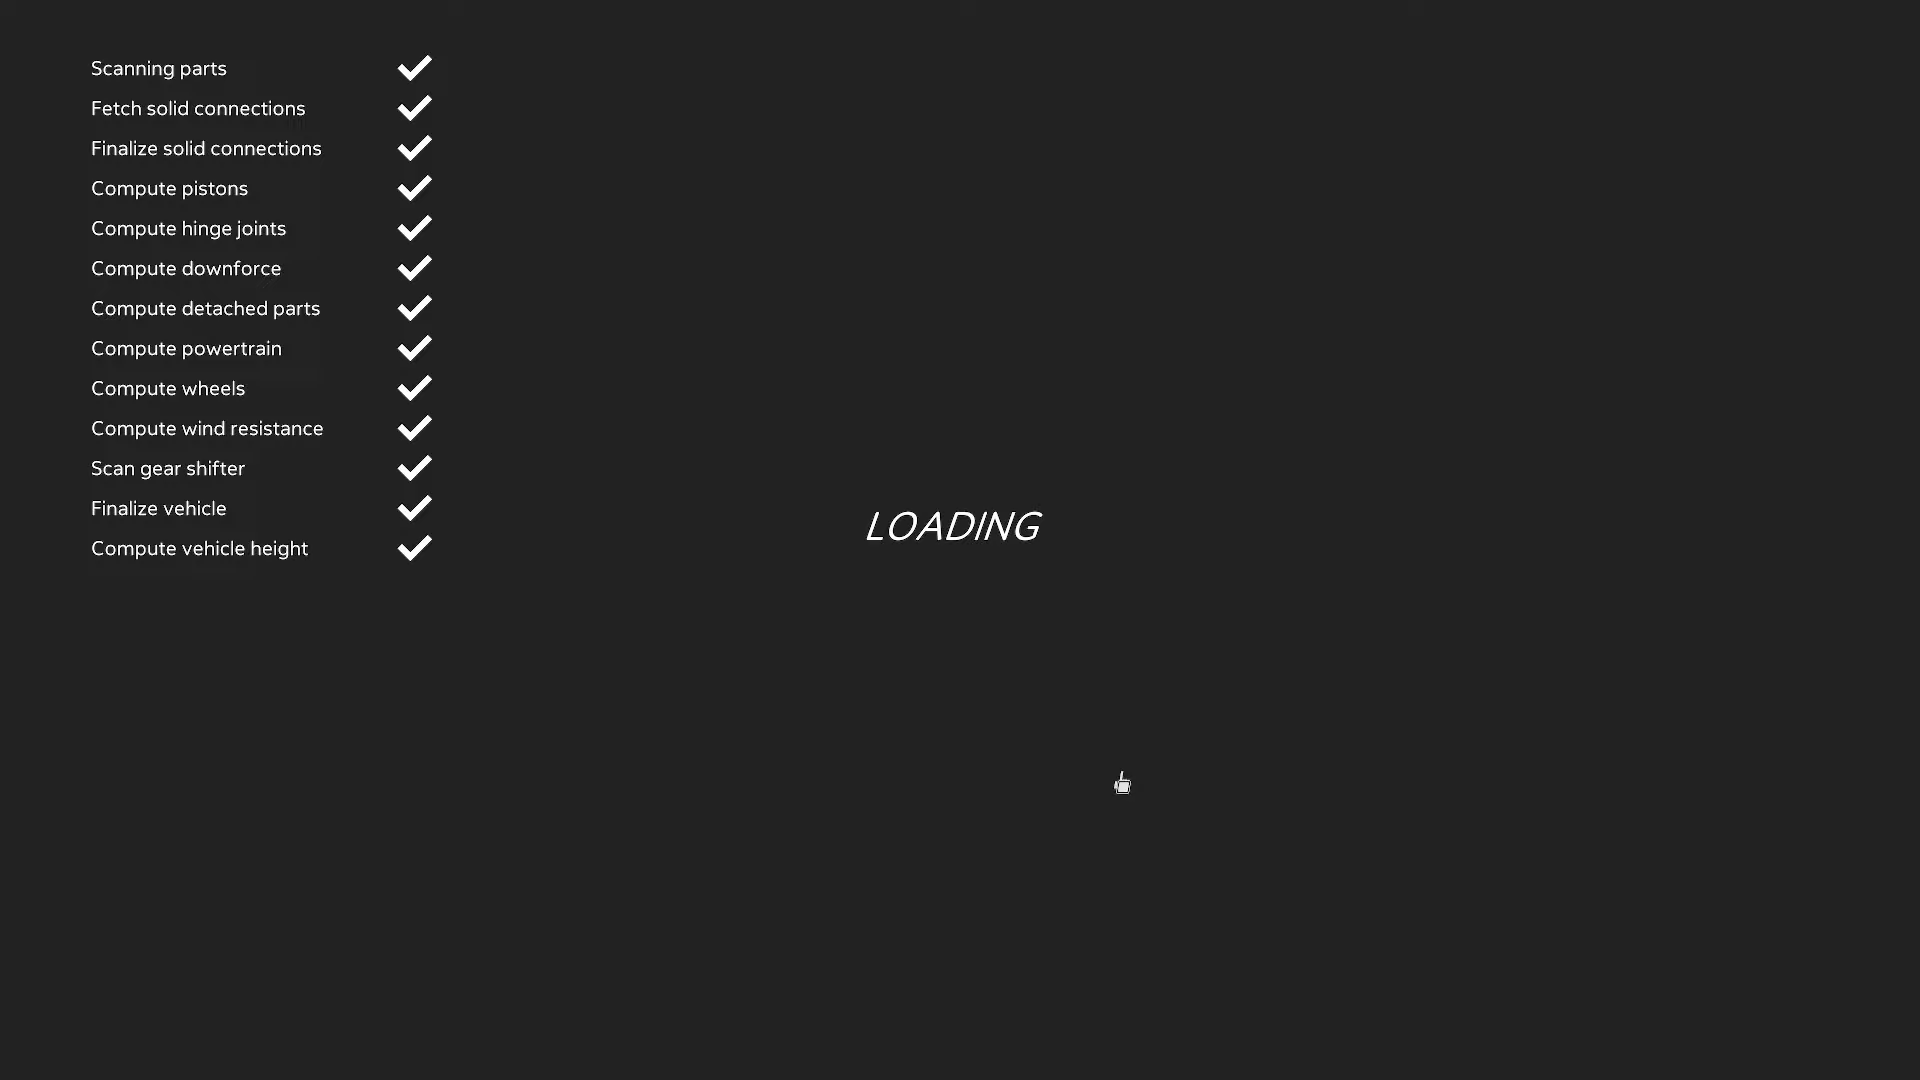 Scanning parts
Fetch solid connections
Finalize solid connections
Compute pistons
Compute hinge joints
Compute downforce
Compute detached parts
Compute powertrain
Compute wheels
Compute wind resistance
Scan gear shifter
Finalize vehicle
Compute vehicle height
LOADING